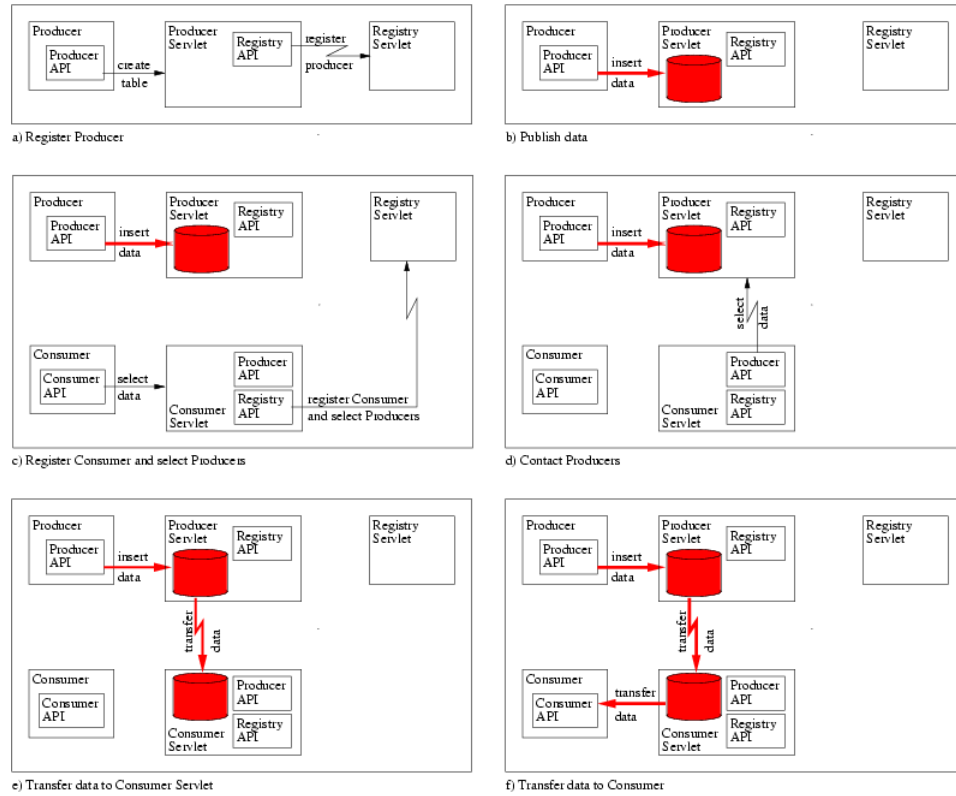 Producer
Producer
API
create
table
Producer
Servlet
Registry
API
register
producer
Registry
Servlet
a) Register Producer
Producer
Producer
API
insert
data
Producer
Servlet
Registry
API
Registry
Servlet
b) Publish data
Producer
Producer
API
insert
data
Producer
Servlet
Registry
API
Registry
Servlet
Consumer
Consumer
API
select
data
Producer
API
Registry
API
Consumer
Servlet
register Consumer
and select Producers
c) Register Consumer and select Producers
Producer
Producer
API
insert
data
Producer
Servlet
Registry
API
Registry
Servlet
select
data
Consumer
Consumer
API
Producer
API
Registry
API
Consumer
Servlet
d) Contact Producers
Producer
Producer
API
insert
data
Producer
Servlet
Registry
API
Registry
Servlet
transfer
data
Consumer
Consumer
API
Producer
API
Registry
API
Consumer
Servlet
e) Transfer data to Consumer Servlet
Producer
Producer
API
insert
data
Producer
Servlet
Registry
API
Registry
Servlet
transfer
data
Consumer
Consumer
API
transfer
data
Producer
API
Registry
API
Consumer
Servlet
f) Transfer data to Consumer